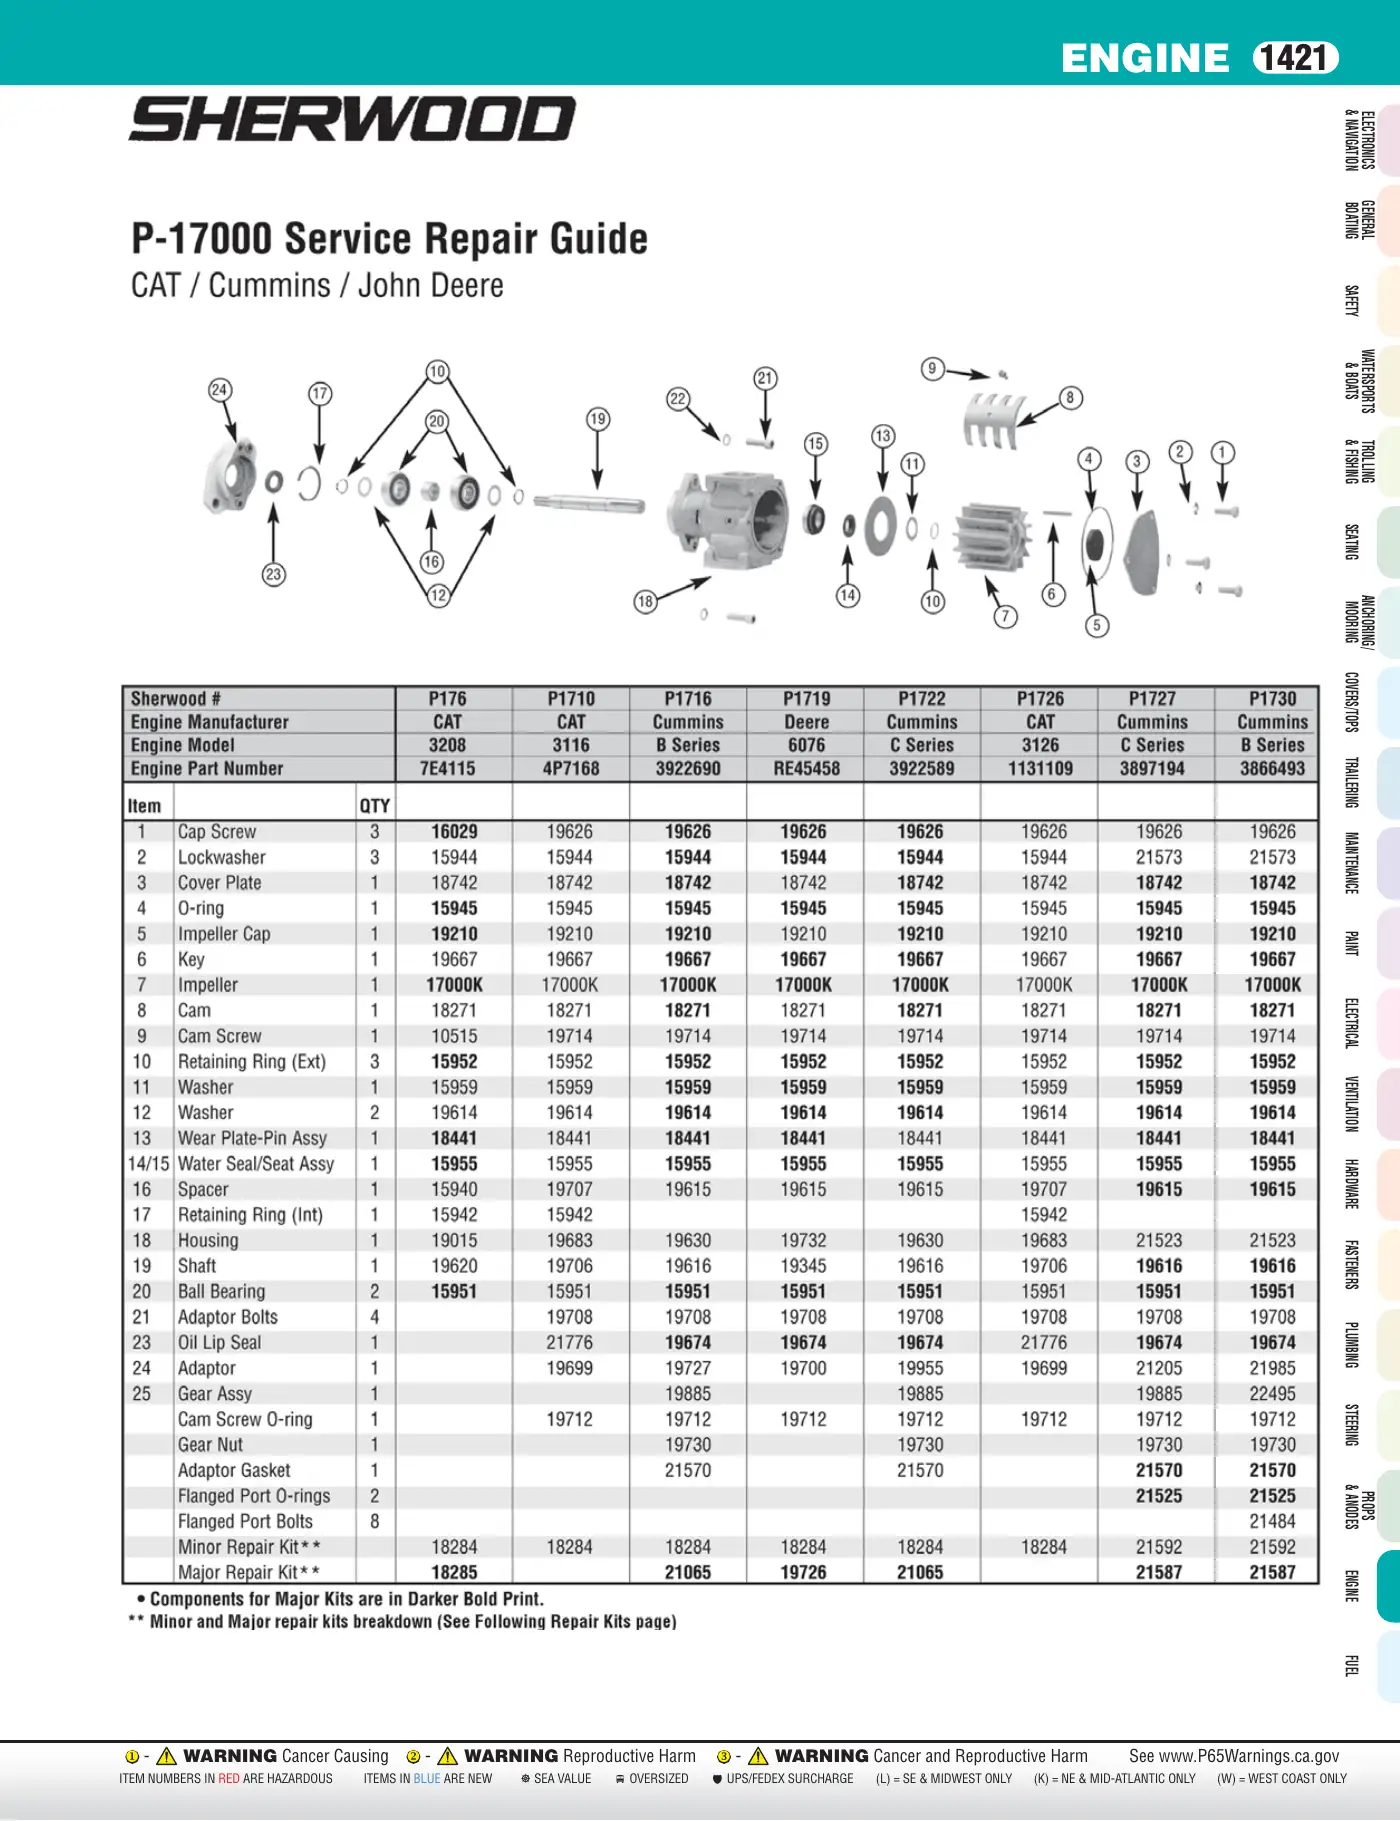 ENGINE 1421
SHERWOOD
P-17000 Service Repair Guide
CAT / Cummins / John Deere
24 17 10 20 19 22 21 15 13 11 9 8 4 3 2 1
23 16 12 18 14 10 7 6 5
Sherwood # P176 P1710 P1716 P1719 P1722 P1726 P1727 P1730
Engine Manufacturer CAT CAT Cummins Deere Cummins CAT Cummins Cummins
Engine Model 3208 3116 B Series 6076 C Series 3126 C Series B Series
Engine Part Number 7E4115 4P7168 3922690 RE45458 3922589 1131109 3897194 3866493
Item QTY
1 Cap Screw 3 16029 19626 19626 19626 19626 19626 19626 19626
2 Lockwasher 3 15944 15944 15944 15944 15944 15944 21573 21573
3 Cover Plate 1 18742 18742 18742 18742 18742 18742 18742 18742
4 O-ring 1 15945 15945 15945 15945 15945 15945 15945 15945
5 Impeller Cap 1 19210 19210 19210 19210 19210 19210 19210 19210
6 Key 1 19667 19667 19667 19667 19667 19667 19667 19667
7 Impeller 1 17000K 17000K 17000K 17000K 17000K 17000K 17000K 17000K
8 Cam 1 18271 18271 18271 18271 18271 18271 18271 18271
9 Cam Screw 1 10515 19714 19714 19714 19714 19714 19714 19714
10 Retaining Ring (Ext) 3 15952 15952 15952 15952 15952 15952 15952 15952
11 Washer 1 15959 15959 15959 15959 15959 15959 15959 15959
12 Washer 2 19614 19614 19614 19614 19614 19614 19614 19614
13 Wear Plate-Pin Assy 1 18441 18441 18441 18441 18441 18441 18441 18441
14/15 Water Seal/Seat Assy 1 15955 15955 15955 15955 15955 15955 15955 15955
16 Spacer 1 15940 19707 19615 19615 19615 19707 19615 19615
17 Retaining Ring (Int) 1 15942 15942 15942
18 Housing 1 19015 19683 19630 19732 19630 19683 21523 21523
19 Shaft 1 19620 19706 19616 19345 19616 19706 19616 19616
20 Ball Bearing 2 15951 15951 15951 15951 15951 15951 15951 15951
21 Adaptor Bolts 4 19708 19708 19708 19708 19708 19708 19708
23 Oil Lip Seal 1 21776 19674 19674 19674 21776 19674 19674
24 Adaptor 1 19699 19727 19700 19955 19699 21205 21985
25 Gear Assy 1 19885 19885 19885 22495
Cam Screw O-ring 1 19712 19712 19712 19712 19712 19712 19712
Gear Nut 1 19730 19730 19730 19730
Adaptor Gasket 1 21570 21570 21570 21570
Flanged Port O-rings 2 21525 21525
Flanged Port Bolts 8 21484
Minor Repair Kit** 18284 18284 18284 18284 18284 18284 21592 21592
Major Repair Kit** 18285 21065 19726 21065 21587 21587
• Components for Major Kits are in Darker Bold Print.
** Minor and Major repair kits breakdown (See Following Repair Kits page)
ELECTRONICS
& NAVIGATION
GENERAL
BOATING
SAFETY
WATERSPORTS
& BOATS
TROLLING
& FISHING
SEATING
ANCHORING/
MOORING
COVERS/TOPS
TRAILERING
MAINTENANCE
PAINT
ELECTRICAL
VENTILATION
HARDWARE
FASTENERS
PLUMBING
STEERING
PROPS
& ANODES
ENGINE
FUEL
1 - ⚠ WARNING Cancer Causing 2 - ⚠ WARNING Reproductive Harm 3 - ⚠ WARNING Cancer and Reproductive Harm See www.P65Warnings.ca.gov
ITEM NUMBERS IN RED ARE HAZARDOUS ITEMS IN BLUE ARE NEW SEA VALUE OVERSIZED UPS/FEDEX SURCHARGE (L) = SE & MIDWEST ONLY (K) = NE & MID-ATLANTIC ONLY (W) = WEST COAST ONLY